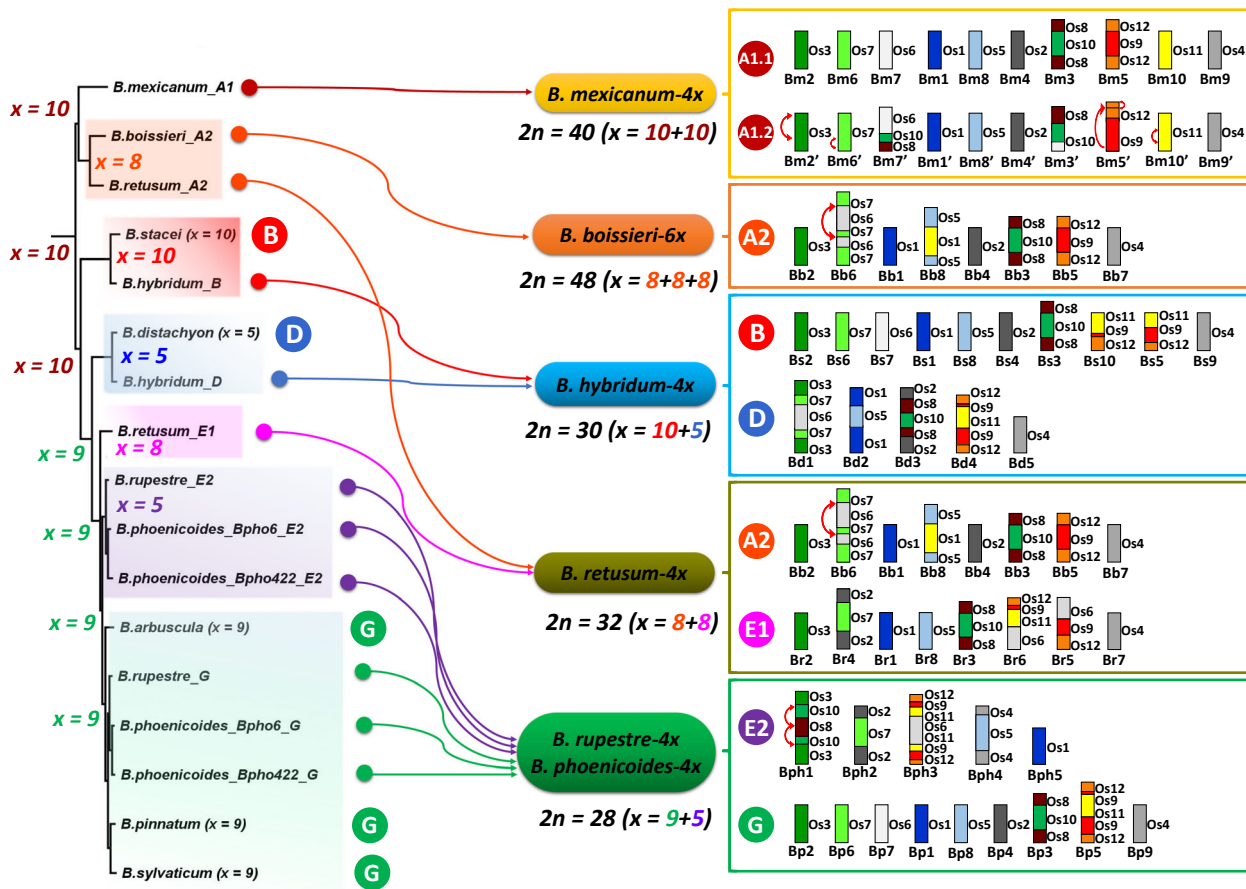 x = 10
x = 10
x = 10
x = 9
x = 9
x = 9
x = 9
B.mexicanum_A1
B.boissieri_A2
x = 8
B.retusum_A2
B.stacei (x = 10)
x = 10
B.hybridum_B
B
B.distachyon (x = 5)
x = 5
B.hybridum_D
D
B.retusum_E1
x = 8
B.rupestre_E2
x = 5
B.phoenicoides_Bpho6_E2
B.phoenicoides_Bpho422_E2
B.arbuscula (x = 9)
G
B.rupestre_G
B.phoenicoides_Bpho6_G
B.phoenicoides_Bpho422_G
B.pinnatum (x = 9)
G
B.sylvaticum (x = 9)
G
B. mexicanum-4x
2n = 40 (x = 10+10)
B. boissieri-6x
2n = 48 (x = 8+8+8)
B. hybridum-4x
2n = 30 (x = 10+5)
B. retusum-4x
2n = 32 (x = 8+8)
B. rupestre-4x
B. phoenicoides-4x
2n = 28 (x = 9+5)
A1.1
Os3 Os7 Os6 Os1 Os5 Os2 Os8 Os12 Os11 Os4
Os10 Os9
Os8 Os12
Bm2 Bm6 Bm7 Bm1 Bm8 Bm4 Bm3 Bm5 Bm10 Bm9
A1.2
Os3 Os7 Os6 Os1 Os5 Os2 Os8 Os12 Os11 Os4
Os10 Os10 Os9
Os8
Bm2’ Bm6’ Bm7’ Bm1’ Bm8’ Bm4’ Bm3’ Bm5’ Bm10’ Bm9’
A2
Os7
Os6 Os5 Os8 Os12
Os3 Os7 Os1 Os1 Os2 Os10 Os9 Os4
Os6
Os7 Os5 Os8 Os12
Bb2 Bb6 Bb1 Bb8 Bb4 Bb3 Bb5 Bb7
B
Os3 Os7 Os6 Os1 Os5 Os2 Os8 Os11 Os11 Os4
Os10 Os9 Os9
Os8 Os12 Os12
Bs2 Bs6 Bs7 Bs1 Bs8 Bs4 Bs3 Bs10 Bs5 Bs9
D
Os3 Os1 Os2 Os12
Os7 Os8 Os9
Os6 Os5 Os10 Os11 Os4
Os7 Os8 Os9
Os3 Os1 Os2 Os12
Bd1 Bd2 Bd3 Bd4 Bd5
A2
Os7
Os6 Os5 Os8 Os12
Os3 Os7 Os1 Os1 Os2 Os10 Os9 Os4
Os6
Os7 Os5 Os8 Os12
Bb2 Bb6 Bb1 Bb8 Bb4 Bb3 Bb5 Bb7
E1
Os2 Os8 Os12 Os6
Os3 Os7 Os1 Os5 Os10 Os9 Os9 Os4
Os11
Os2 Os8 Os6 Os12
Br2 Br4 Br1 Br8 Br3 Br6 Br5 Br7
E2
Os3 Os2 Os12 Os4
Os10 Os9
Os8 Os7 Os11 Os5 Os1
Os6
Os11
Os10 Os9
Os3 Os2 Os12 Os4
Bph1 Bph2 Bph3 Bph4 Bph5
G
Os3 Os7 Os6 Os1 Os5 Os2 Os8 Os12 Os4
Os9
Os10 Os11
Os9
Os8 Os12
Bp2 Bp6 Bp7 Bp1 Bp8 Bp4 Bp3 Bp5 Bp9